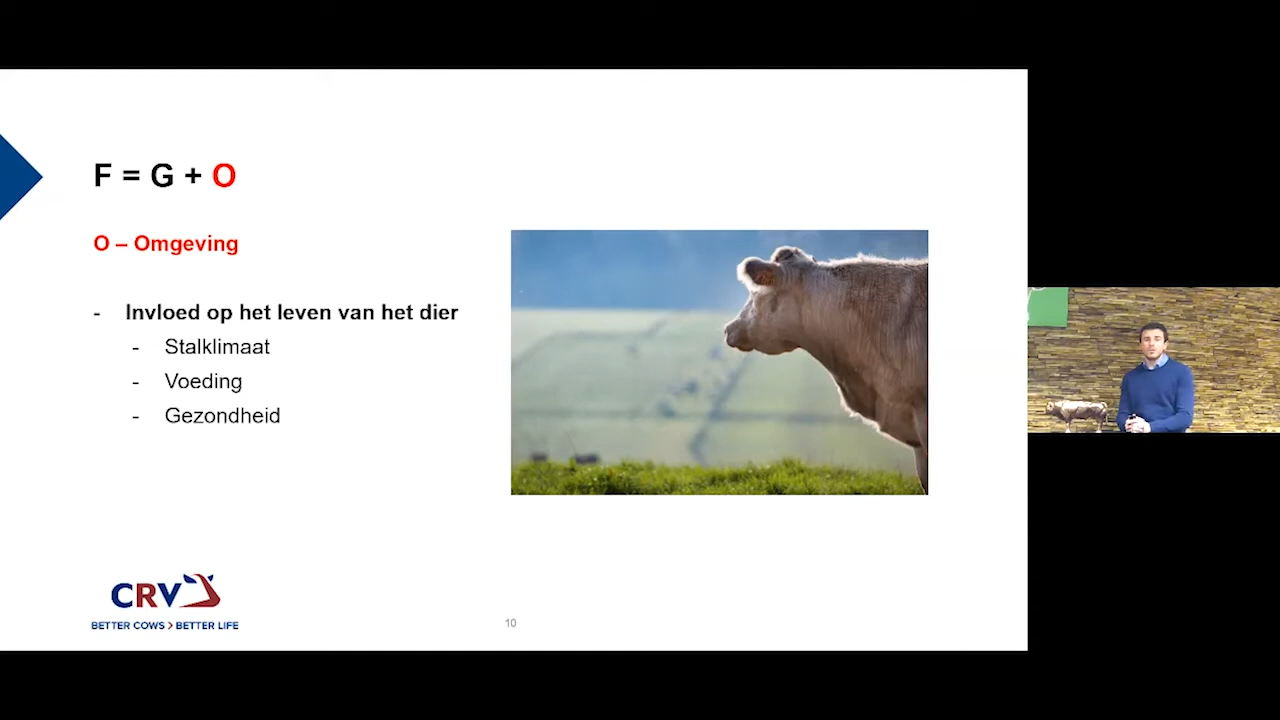 F = G + O
O – Omgeving
- Invloed op het leven van het dier
- Stalklimaat
- Voeding
- Gezondheid
CRV
BETTER COWS > BETTER LIFE
10